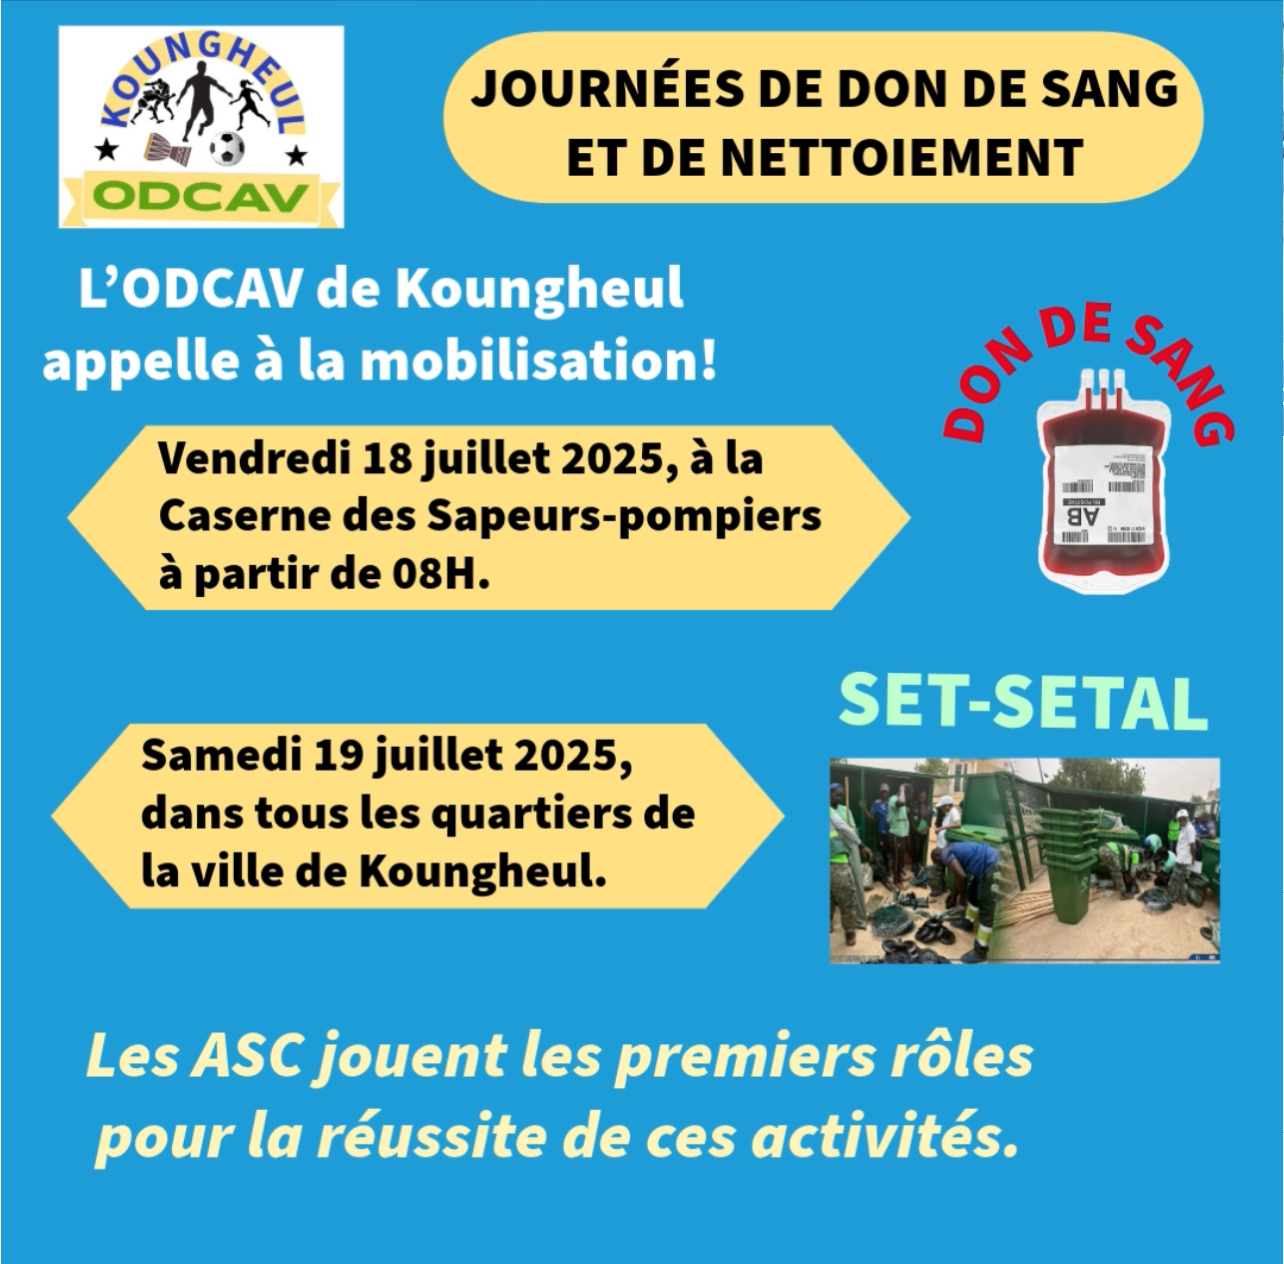 KOUNGHEUL
ODCAV
JOURNÉES DE DON DE SANG
ET DE NETTOIEMENT
L'ODCAV de Koungheul
appelle à la mobilisation!
DON DE SANG
Vendredi 18 juillet 2025, à la
Caserne des Sapeurs-pompiers
à partir de 08H.
RH POSITIVE
AB
SET-SETAL
Samedi 19 juillet 2025,
dans tous les quartiers de
la ville de Koungheul.
Les ASC jouent les premiers rôles
pour la réussite de ces activités.